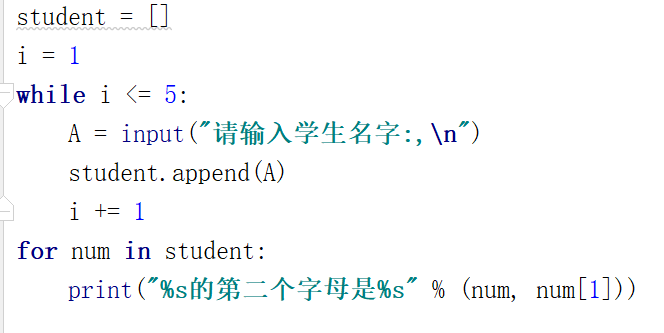 student = []
i = 1
while i <= 5:
    A = input("请输入学生名字:,\n")
    student.append(A)
    i += 1
for num in student:
    print("%s的第二个字母是%s" % (num, num[1]))